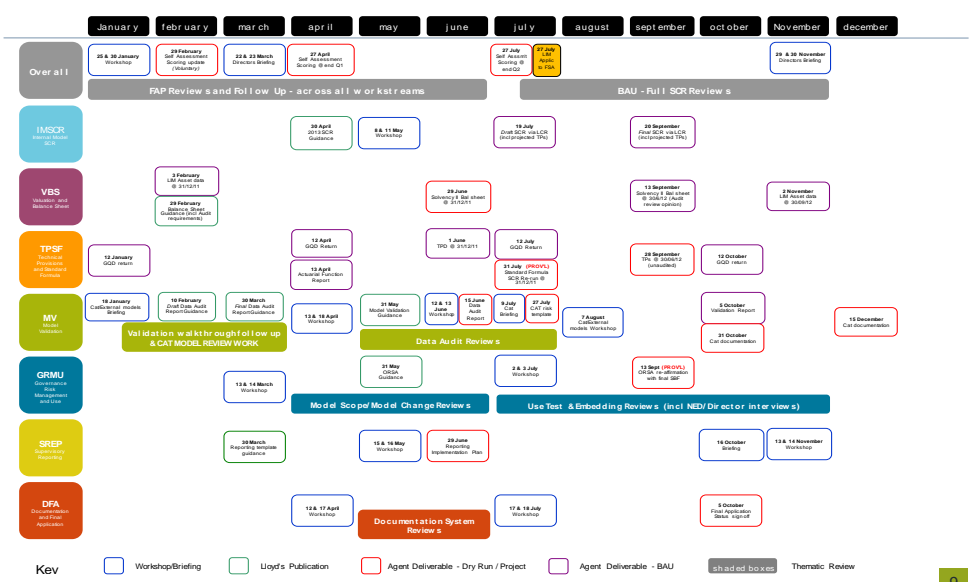 January february march april may june july august september october November december
Overall
25 & 30 January
Workshop
29 February
Self Assessment
Scoring update
(Voluntary)
22 & 23 March
Directors Briefing
27 April
Self Assessment
Scoring @ end Q1
27 July
Self Assmt
Scoring @
end Q2
27 July
LIM
Applic
to FSA
29 & 30 November
Directors Briefing
FAP Reviews and Follow Up - across all workstreams
BAU - Full SCR Reviews
IMSCR
Internal Model
SCR
30 April
2013 SCR
Guidance
8 & 11 May
Workshop
19 July
Draft SCR via LCR
(incl projected TPs)
20 September
Final SCR via LCR
(incl projected TPs)
VBS
Valuation and
Balance Sheet
3 February
LIM Asset data
@ 31/12/11
29 February
Balance Sheet
Guidance (incl Audit
requirements)
29 June
Solvency II Bal sheet
@ 31/12/11
13 September
Solvency II Bal sheet
@ 30/6/12 (Audit
review opinion)
2 November
LIM Asset data
@ 30/09/12
TPSF
Technical
Provisions
and Standard
Formula
12 January
GQD return
12 April
GQD Return
13 April
Actuarial Function
Report
1 June
TPD @ 31/12/11
12 July
GQD Return
31 July (PROV'L)
Standard Formula
SCR Re-run @
31/12/11
28 September
TPs @ 30/06/12
(unaudited)
12 October
GQD return
MV
Model
Validation
18 January
Cat/External models
Briefing
10 February
Draft Data Audit
Report Guidance
30 March
Final Data Audit
Report Guidance
13 & 18 April
Workshop
31 May
Model Validation
Guidance
12 & 13
June
Workshop
15 June
Data
Audit
Report
9 July
Cat
Briefing
27 July
CAT risk
template
7 August
Cat/External
models Workshop
5 October
Validation Report
31 October
Cat documentation
15 December
Cat documentation
Validation walkthrough follow up
& CAT MODEL REVIEW WORK
Data Audit Reviews
GRMU
Governance
Risk
Management
and Use
13 & 14 March
Workshop
31 May
ORSA
Guidance
2 & 3 July
Workshop
13 Sept (PROV'L)
ORSA re-affirmation
with final SBF
Model Scope/Model Change Reviews
Use Test & Embedding Reviews (incl NED/Director interviews)
SREP
Supervisory
Reporting
30 March
Reporting template
guidance
15 & 16 May
Workshop
29 June
Reporting
Implementation Plan
16 October
Briefing
13 & 14 November
Workshop
DFA
Documentation
and Final
Application
12 & 17 April
Workshop
Documentation System
Reviews
17 & 18 July
Workshop
5 October
Final Application
Status sign off
Key
Workshop/Briefing
Lloyd's Publication
Agent Deliverable - Dry Run / Project
Agent Deliverable - BAU
shaded boxes
Thematic Review